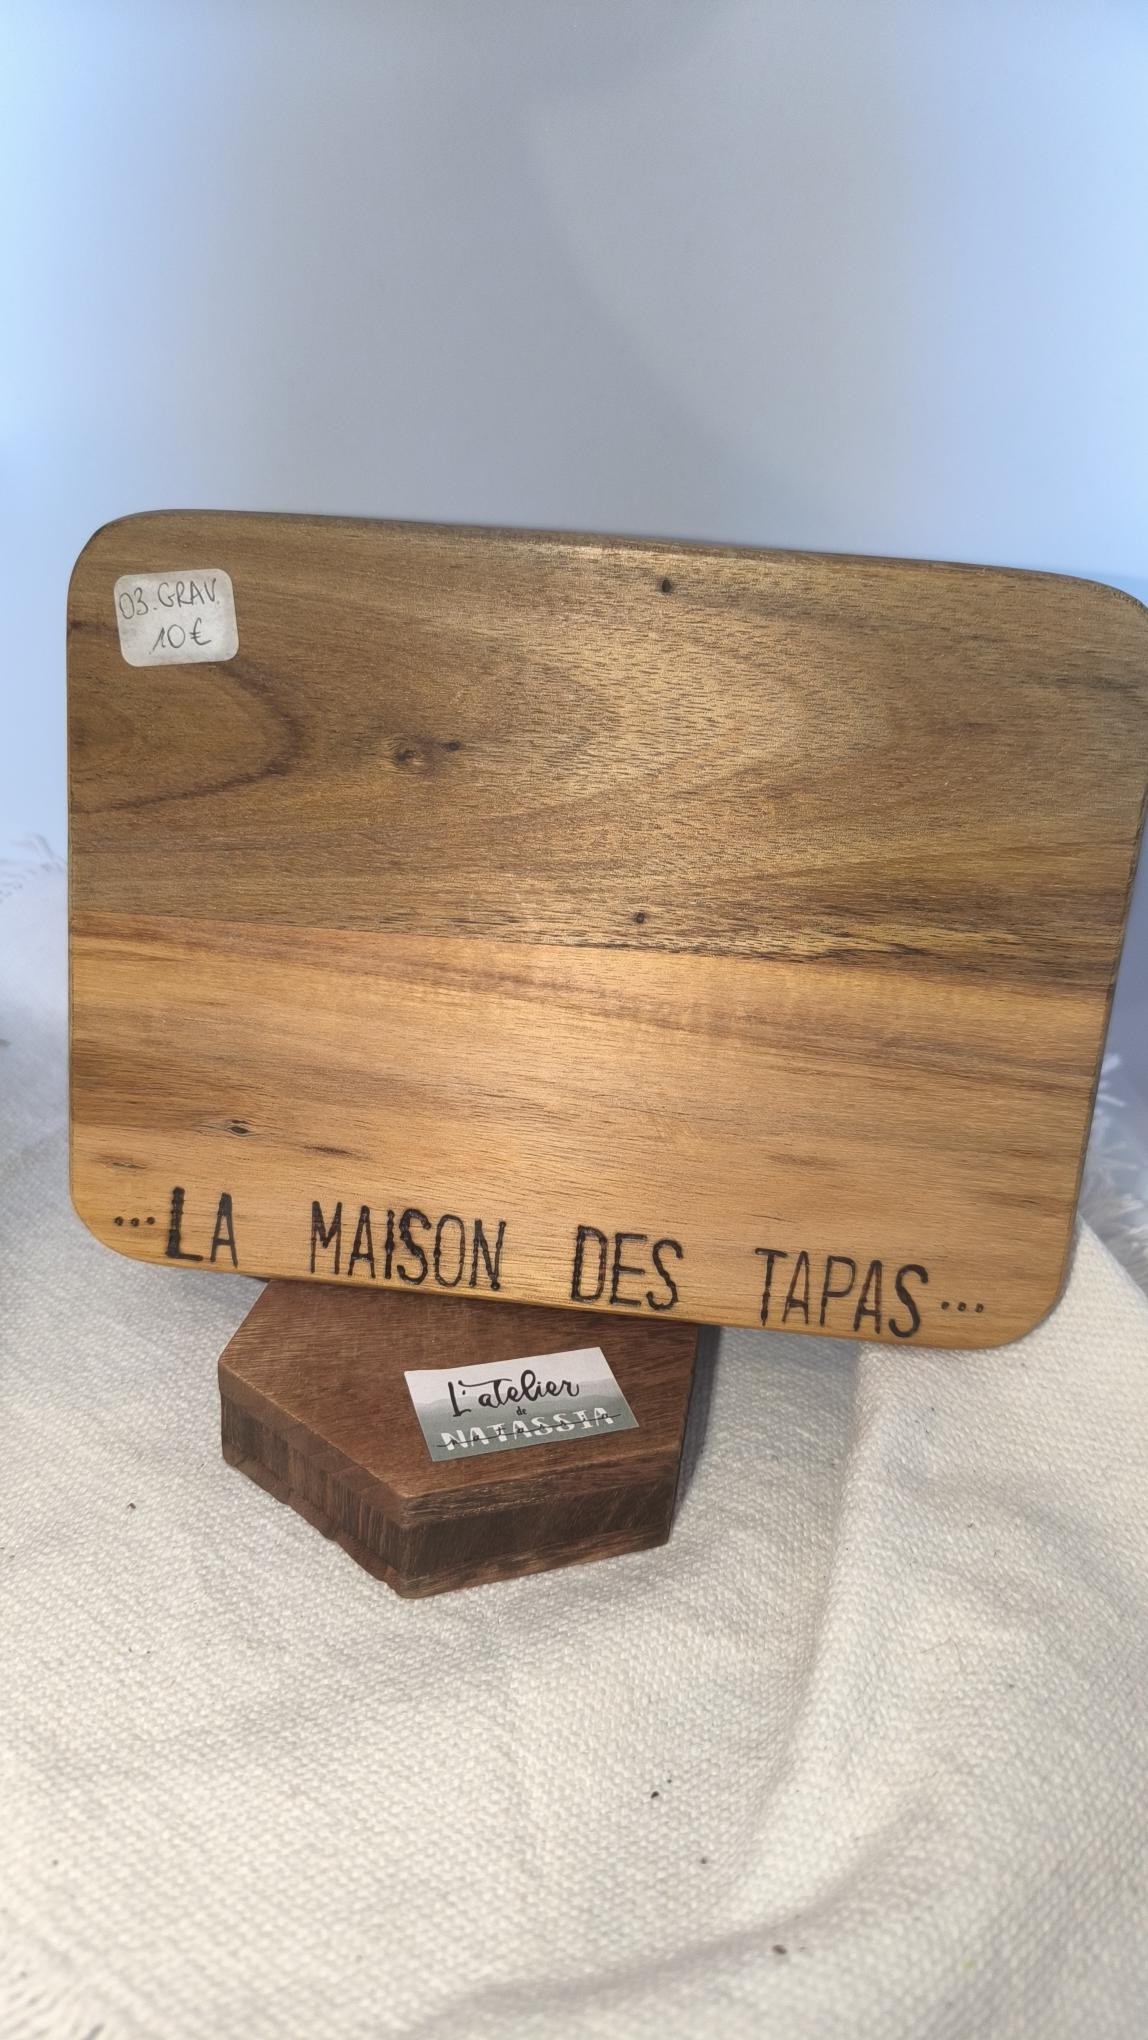 03.GRAV.
10€
...LA MAISON DES TAPAS...
L'atelier
de
NATASSIA